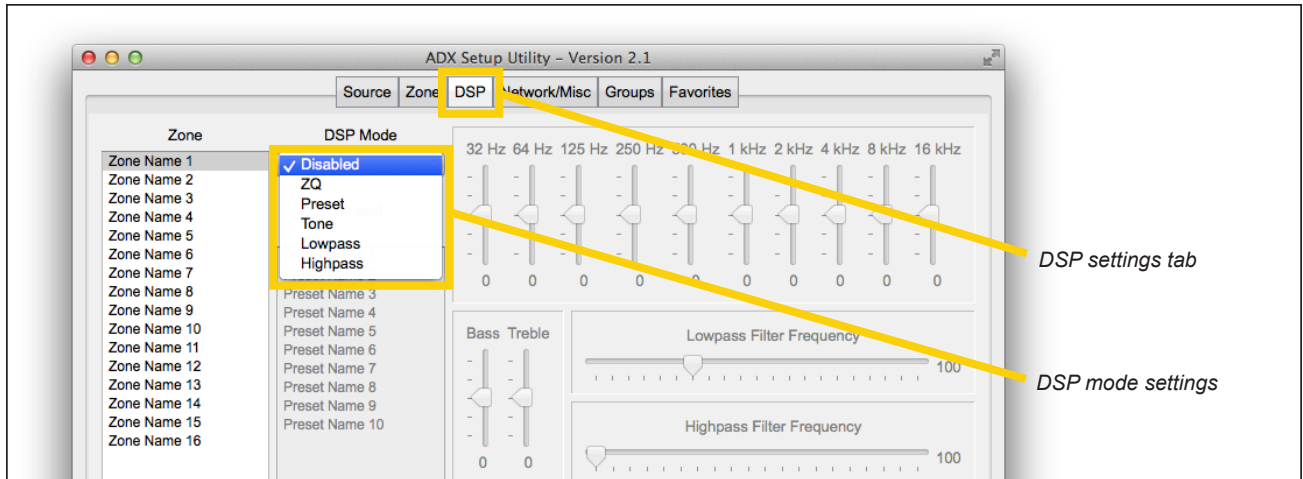 ADX Setup Utility – Version 2.1
Source Zone DSP Network/Misc Groups Favorites
Zone
Zone Name 1
Zone Name 2
Zone Name 3
Zone Name 4
Zone Name 5
Zone Name 6
Zone Name 7
Zone Name 8
Zone Name 9
Zone Name 10
Zone Name 11
Zone Name 12
Zone Name 13
Zone Name 14
Zone Name 15
Zone Name 16
DSP Mode
✓ Disabled
ZQ
Preset
Tone
Lowpass
Highpass
Preset Name 3
Preset Name 4
Preset Name 5
Preset Name 6
Preset Name 7
Preset Name 8
Preset Name 9
Preset Name 10
32 Hz 64 Hz 125 Hz 250 Hz Hz 1 kHz 2 kHz 4 kHz 8 kHz 16 kHz
0 0 0 0 0 0 0 0 0 0
Bass Treble
0 0
Lowpass Filter Frequency
100
Highpass Filter Frequency
100
DSP settings tab
DSP mode settings